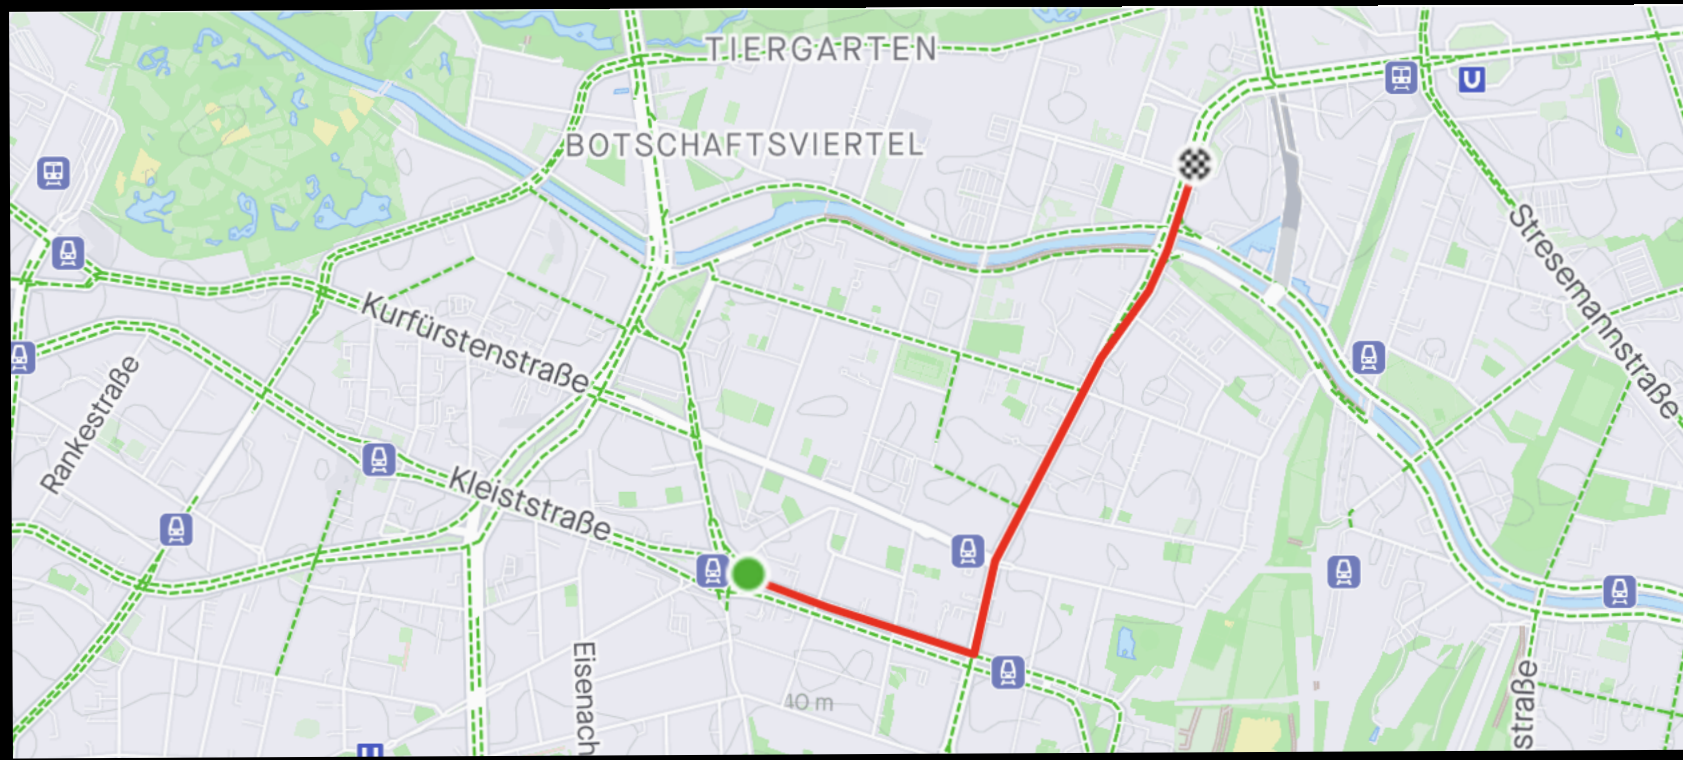 TIERGARTEN
U
BOTSCHAFTSVIERTEL
Stresemannstraße
Kurfürstenstraße
Rankestraße
Kleiststraße
Eisenach
40 m
straße
U